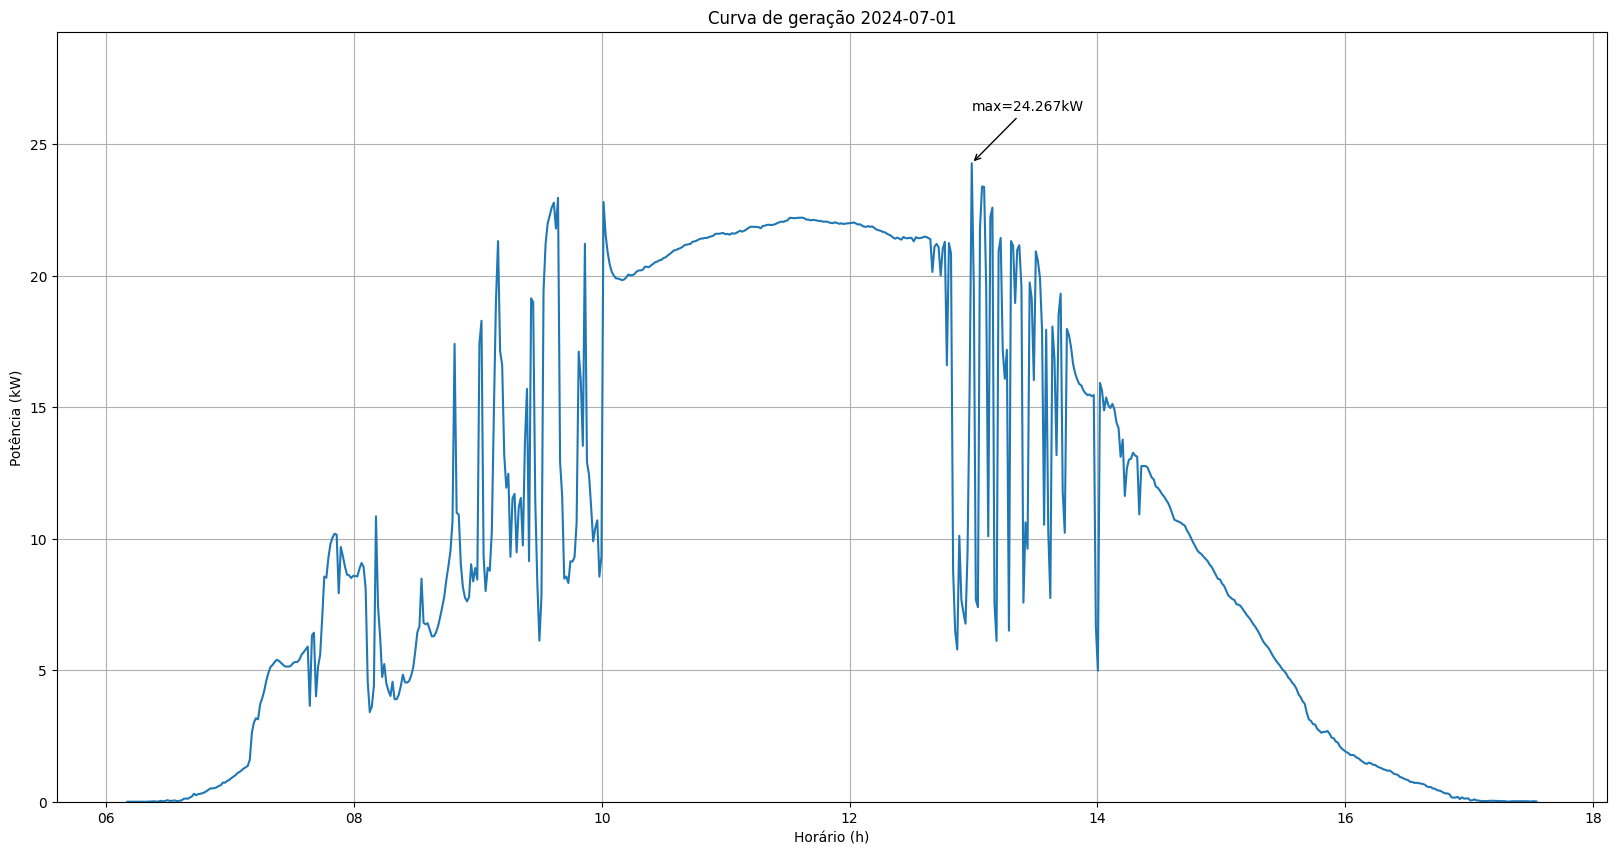 Curva de geração 2024-07-01
max=24.267kW
25
20
15
10
5
0
Potência (kW)
06 08 10 12 14 16 18
Horário (h)